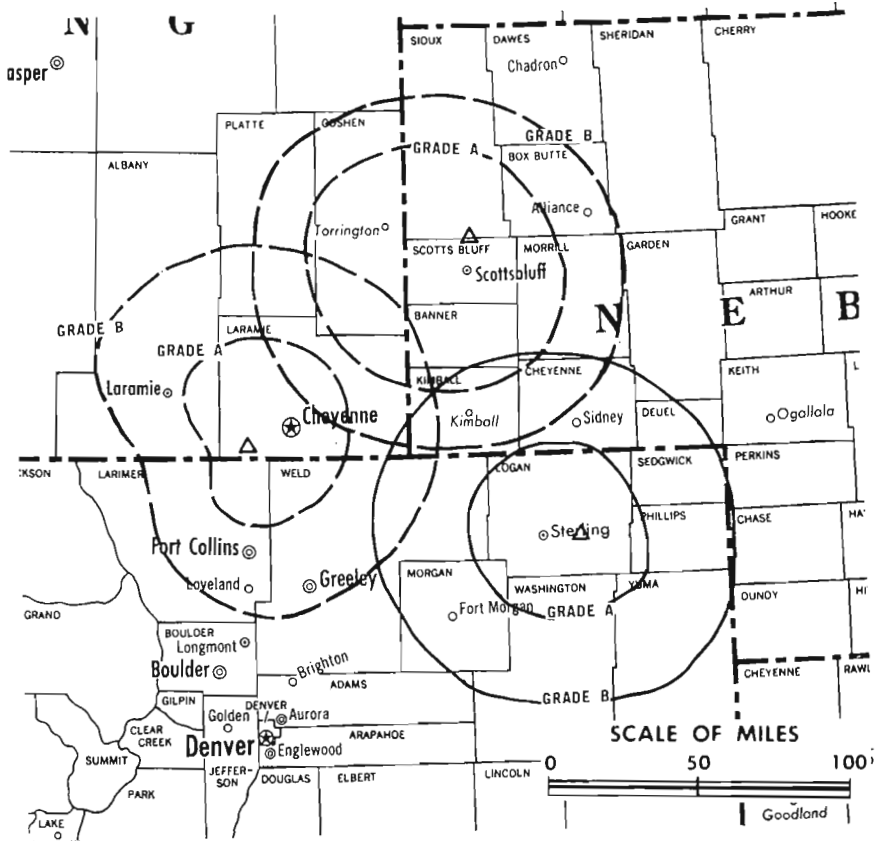 N G
SIOUX DAWES SHERIDAN CHERRY
asper
Chadron
PLATTE GOSHEN
GRADE B
GRADE A
BOX BUTTE
ALBANY
Alliance
Torrington
GRANT HOOKE
SCOTTS BLUFF MORRILL GARDEN
Scottsbluff
ARTHUR
BANNER
N E B
GRADE B
LARAMIE
GRADE A
KIMBALL CHEYENNE KEITH L
Laramie
Cheyenne
Kimball
Sidney
DEUEL
Ogallala
CKSON LARIMER WELD LOGAN SEDGWICK PERKINS
PHILLIPS CHASE HA
Sterling
Fort Collins
Loveland
Greeley
MORGAN
WASHINGTON YUMA
DUNDY HI
GRAND
Fort Morgan
GRADE A
BOULDER
Longmont
Boulder
Brighton
ADAMS
CHEYENNE RAWL
GILPIN
GRADE B
DENVER
Golden
Aurora
CLEAR
CREEK
ARAPAHOE
SCALE OF MILES
Denver
Englewood
SUMMIT
0 50 100
JEFFER-
SON
DOUGLAS ELBERT LINCOLN
PARK
Goodland
LAKE